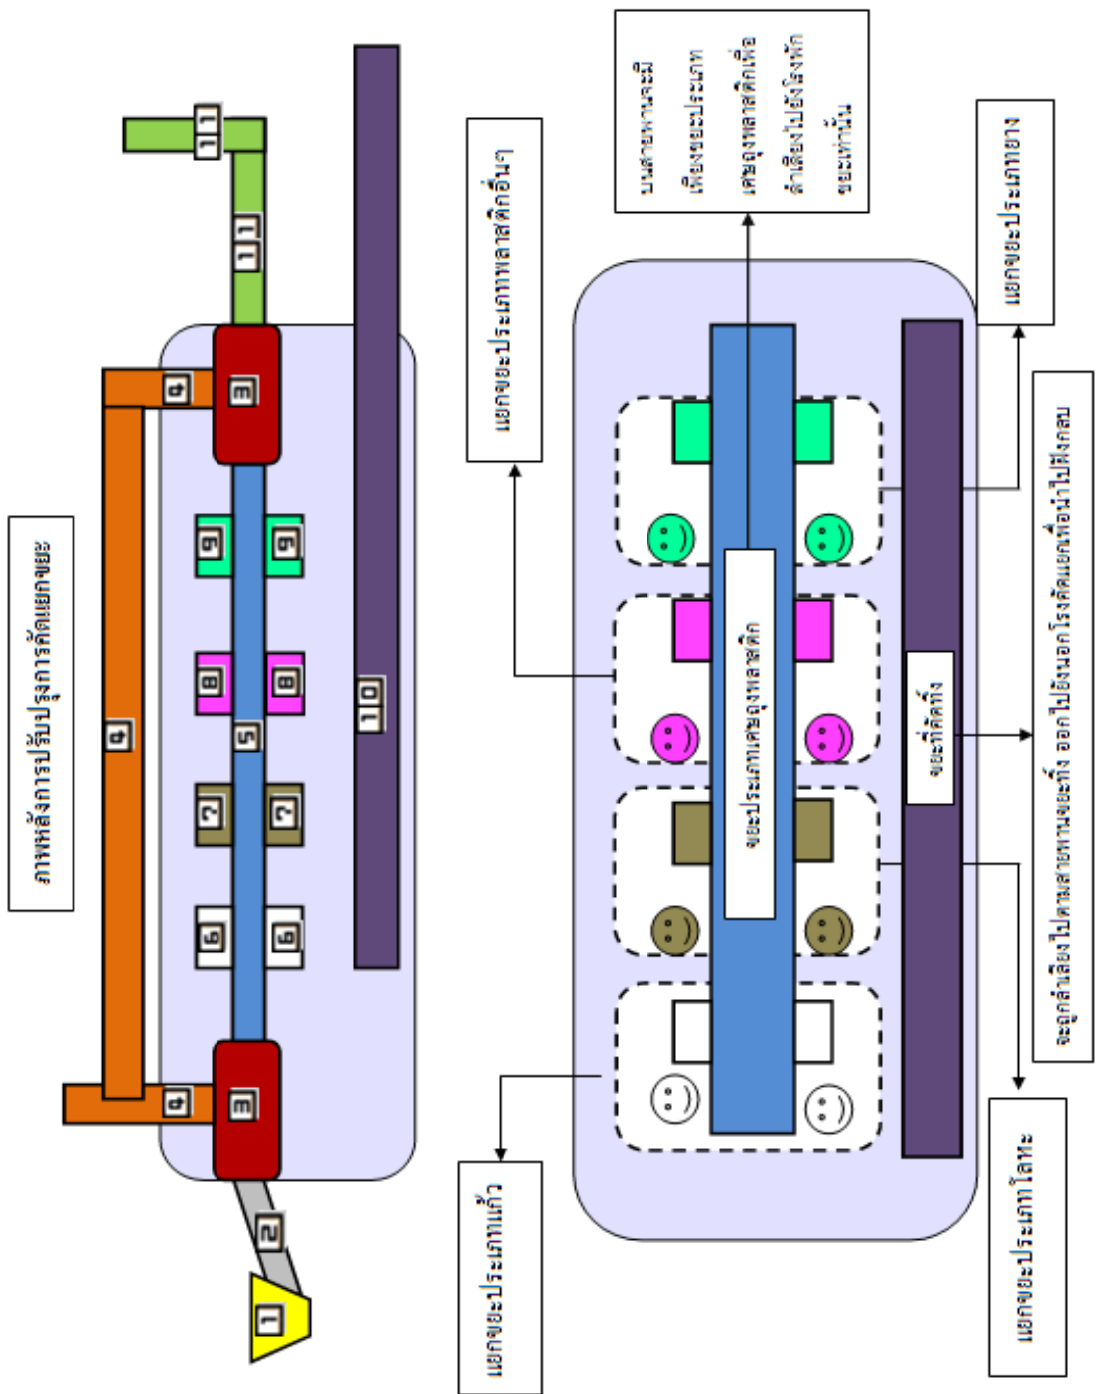 ภาพหลังการปรับปรุงการคัดแยกขยะ
1
2
3
4
4
4
3
5
6
6
7
7
8
8
9
9
10
11
11
แยกขยะประเภทแก้ว
แยกขยะประเภทพลาสติกอื่นๆ
บนสายพานจะมี
เพียงขยะประเภท
เศษถุงพลาสติกเพื่อ
ลำเลียงไปยังโรงพัก
ขยะเท่านั้น
ขยะประเภทเศษถุงพลาสติก
ขยะที่คัดทิ้ง
แยกขยะประเภทโลหะ
จะถูกลำเลียงไปตามสายพานขยะทิ้ง ออกไปยังนอกโรงคัดแยกเพื่อนำไปฝังกลบ
แยกขยะประเภทยาง